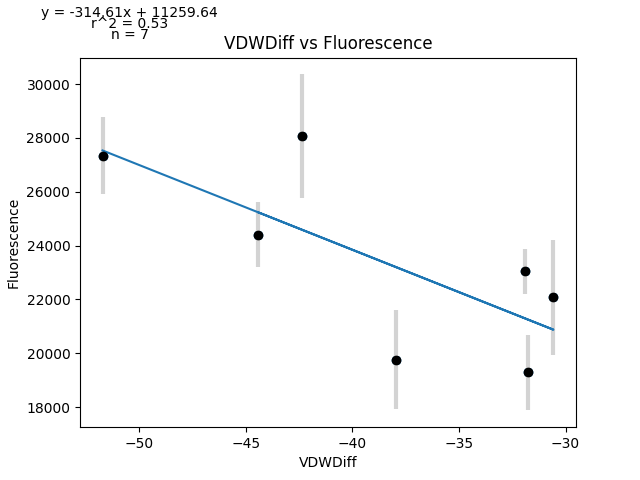 y = -314.61x + 11259.64
r^2 = 0.53
n = 7
VDWDiff vs Fluorescence
30000
28000
26000
24000
22000
20000
18000
Fluorescence
−50
−45
−40
−35
−30
VDWDiff